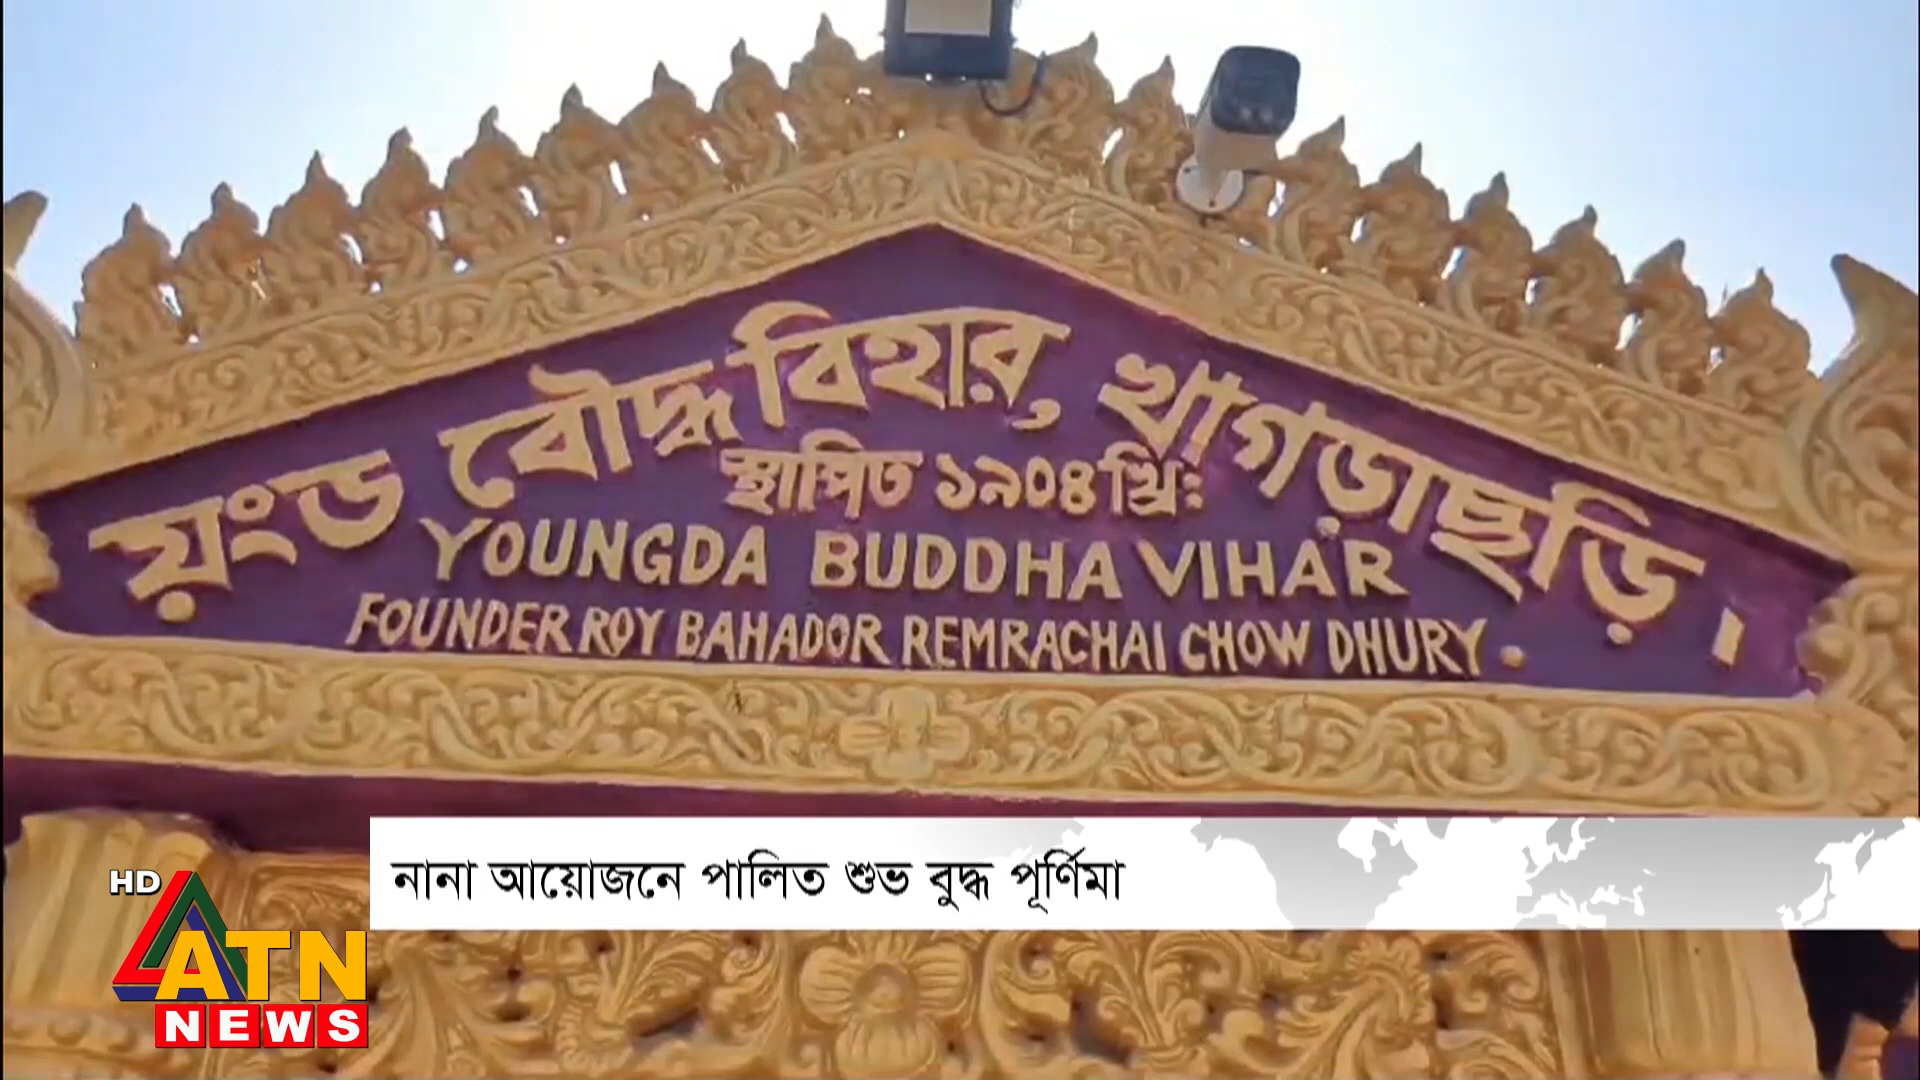 য়ংড বৌদ্ধ বিহার, খাগড়াছড়ি।
স্থাপিত ১৯০৪ খ্রিঃ
YOUNGDA BUDDHA VIHAR
FOUNDER ROY BAHADOR REMRACHAI CHOW DHURY.
নানা আয়োজনে পালিত শুভ বুদ্ধ পূর্ণিমা
HD
ATN
NEWS